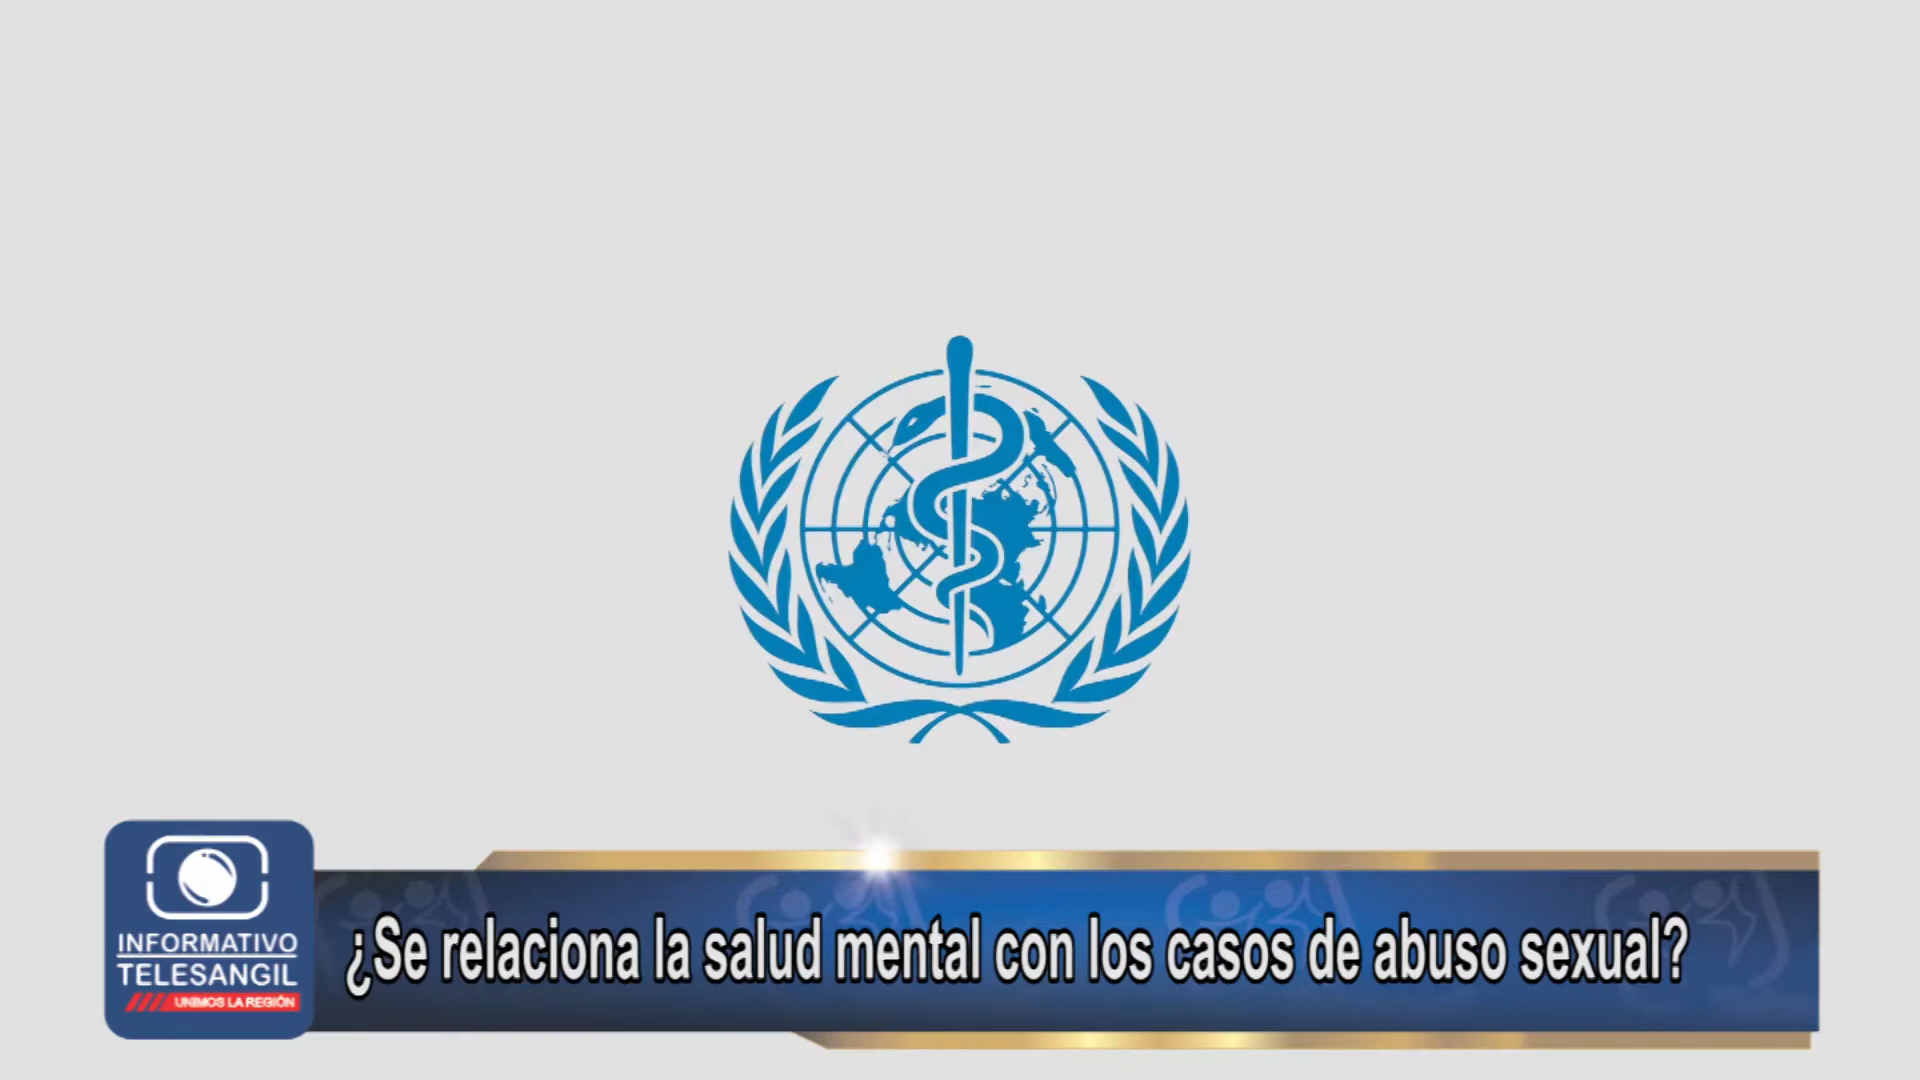 INFORMATIVO
TELESANGIL
UNIMOS LA REGIÓN
¿Se relaciona la salud mental con los casos de abuso sexual?